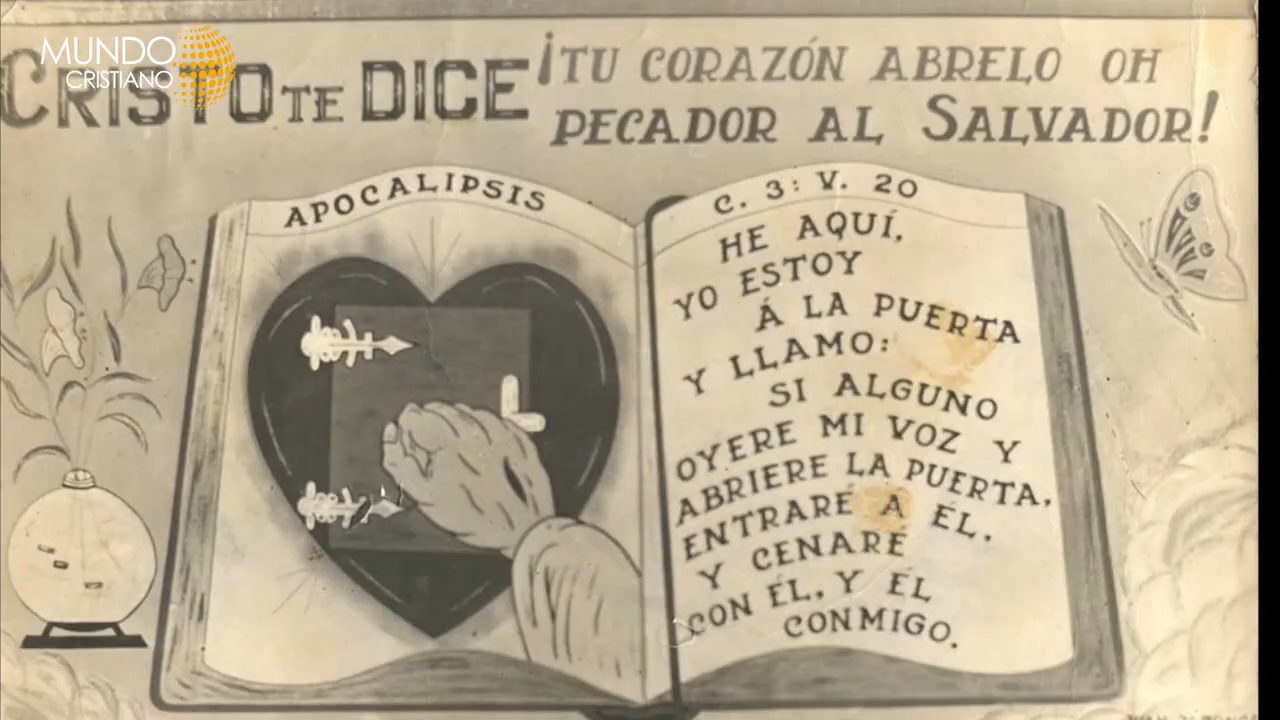 MUNDO
CRISTIANO
CRISTO TE DICE
¡TU CORAZÓN ABRELO OH
PECADOR AL SALVADOR!
APOCALIPSIS
C. 3: V. 20
HE AQUÍ,
YO ESTOY
Á LA PUERTA
Y LLAMO:
SI ALGUNO
OYERE MI VOZ Y
ABRIERE LA PUERTA,
ENTRARÉ A ÉL,
Y CENARÉ
CON ÉL, Y ÉL
CONMIGO.